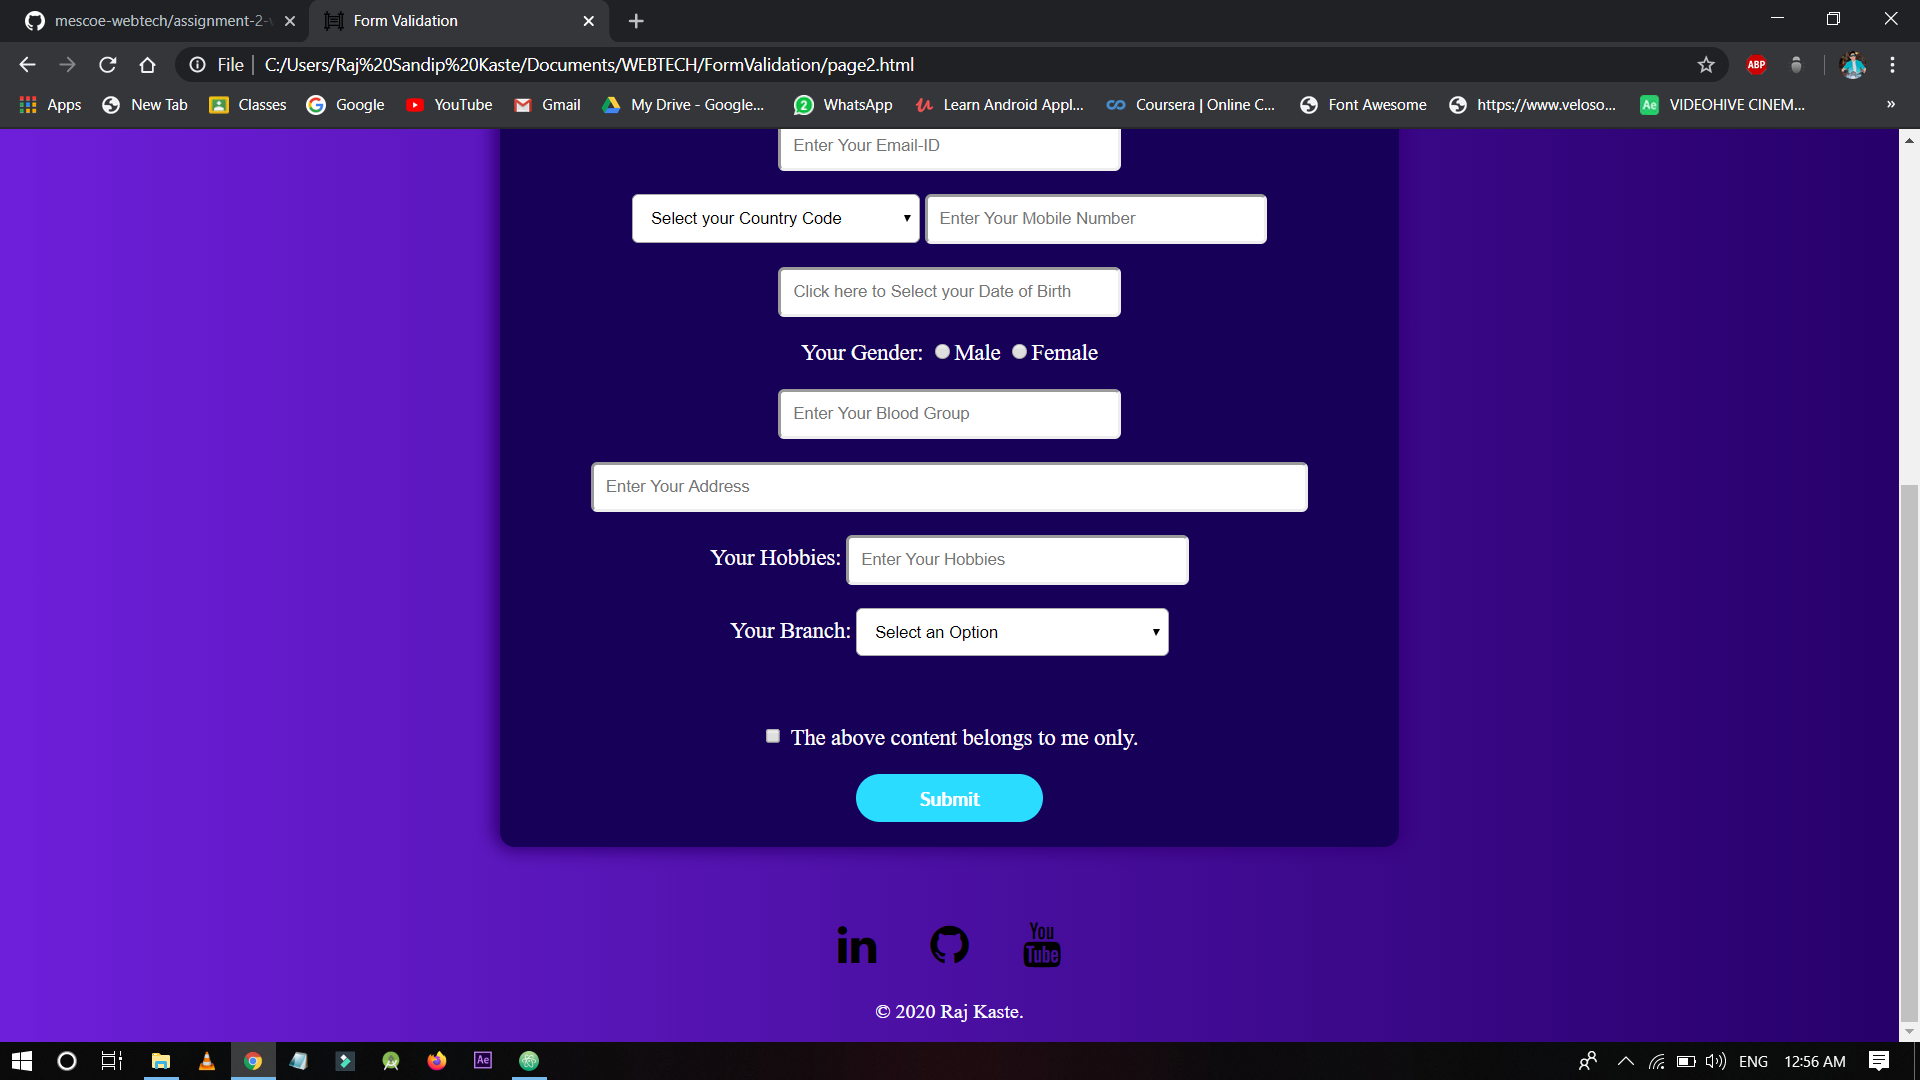 mescoe-webtech/assignment-2-v
Form Validation
File
C:/Users/Raj%20Sandip%20Kaste/Documents/WEBTECH/FormValidation/page2.html
ABP
Apps New Tab Classes Google YouTube Gmail My Drive - Google... 2 WhatsApp Learn Android Appl... Coursera | Online C... Font Awesome https://www.veloso... Ae VIDEOHIVE CINEM... »
Enter Your Email-ID
Select your Country Code Enter Your Mobile Number
Click here to Select your Date of Birth
Your Gender: Male Female
Enter Your Blood Group
Enter Your Address
Your Hobbies: Enter Your Hobbies
Your Branch: Select an Option
The above content belongs to me only.
Submit
in You Tube
© 2020 Raj Kaste.
Ae ENG 12:56 AM